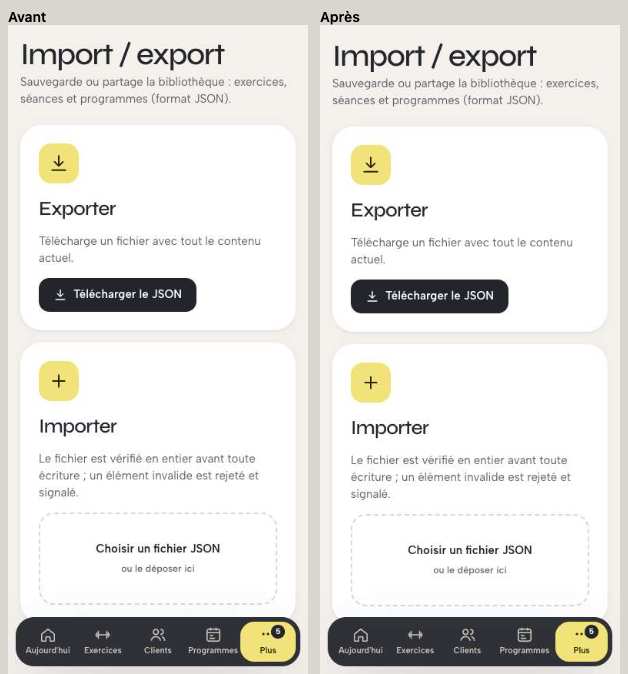 Avant
Import / export
Sauvegarde ou partage la bibliothèque : exercices,
séances et programmes (format JSON).
Exporter
Télécharge un fichier avec tout le contenu
actuel.
Télécharger le JSON
Importer
Le fichier est vérifié en entier avant toute
écriture ; un élément invalide est rejeté et
signalé.
Choisir un fichier JSON
ou le déposer ici
Aujourd'hui
Exercices
Clients
Programmes
5
Plus
Après
Import / export
Sauvegarde ou partage la bibliothèque : exercices,
séances et programmes (format JSON).
Exporter
Télécharge un fichier avec tout le contenu
actuel.
Télécharger le JSON
Importer
Le fichier est vérifié en entier avant toute
écriture ; un élément invalide est rejeté et
signalé.
Choisir un fichier JSON
ou le déposer ici
Aujourd'hui
Exercices
Clients
Programmes
5
Plus